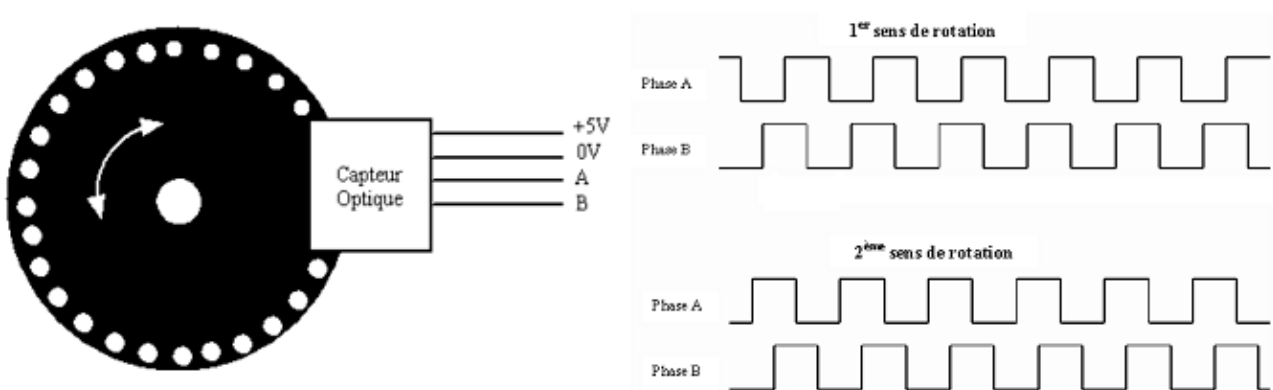 +5V
0V
A
B
Capteur
Optique
1er sens de rotation
Phase A
Phase B
2ème sens de rotation
Phase A
Phase B